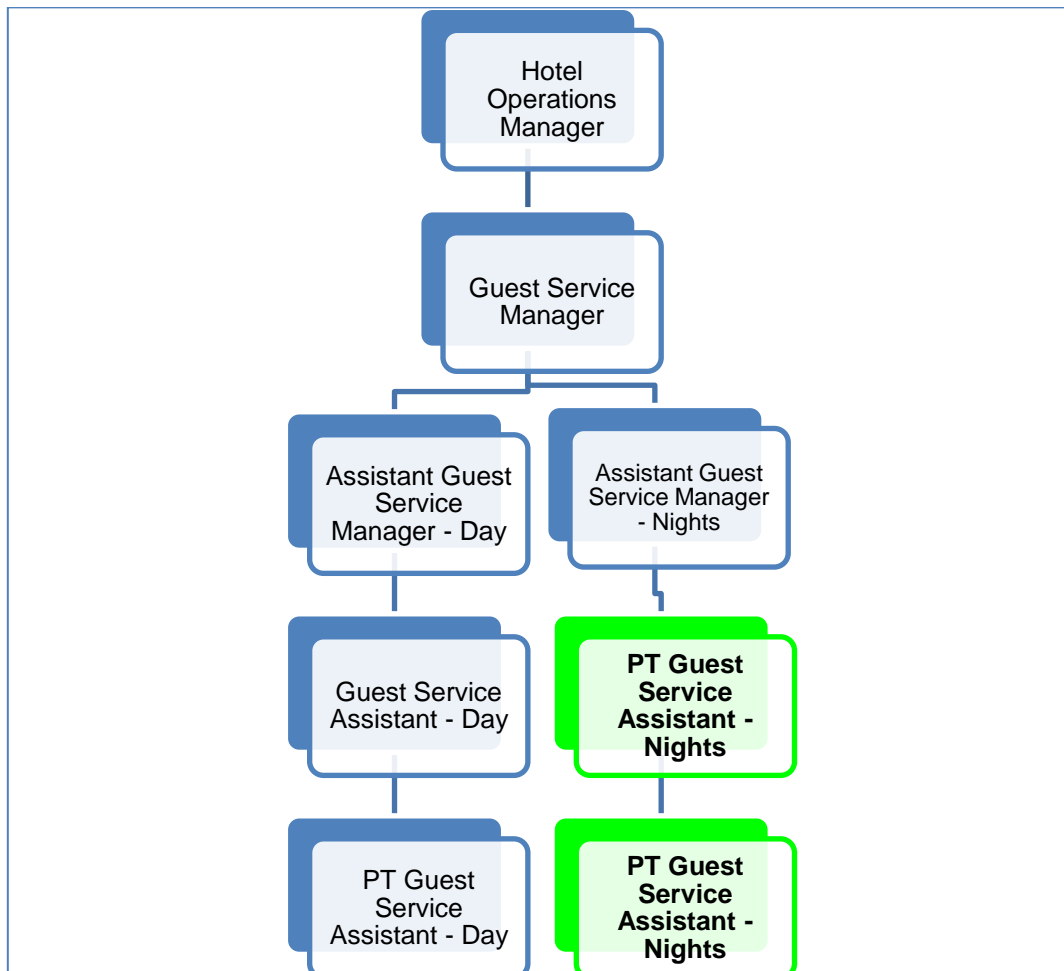 Hotel
Operations
Manager
Guest Service
Manager
Assistant Guest
Service
Manager - Day
Assistant Guest
Service Manager
- Nights
Guest Service
Assistant - Day
PT Guest
Service
Assistant -
Nights
PT Guest
Service
Assistant - Day
PT Guest
Service
Assistant -
Nights